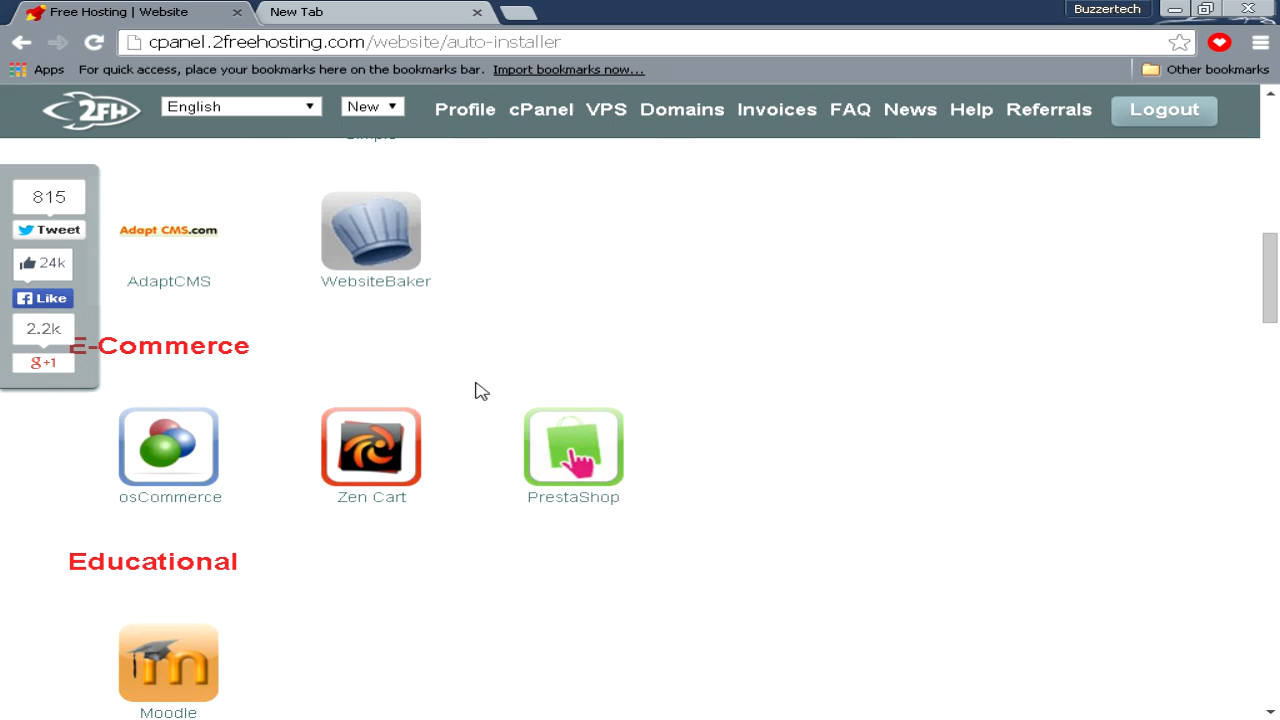 Free Hosting | Website
New Tab
Buzzertech
cpanel.2freehosting.com/website/auto-installer
Apps
For quick access, place your bookmarks here on the bookmarks bar. Import bookmarks now...
Other bookmarks
2FH
English
New
Profile cPanel VPS Domains Invoices FAQ News Help Referrals
Logout
Simple
815
Tweet
24k
Like
2.2k
g+1
Adapt CMS.com
AdaptCMS
WebsiteBaker
E-Commerce
osCommerce
Zen Cart
PrestaShop
Educational
m
Moodle